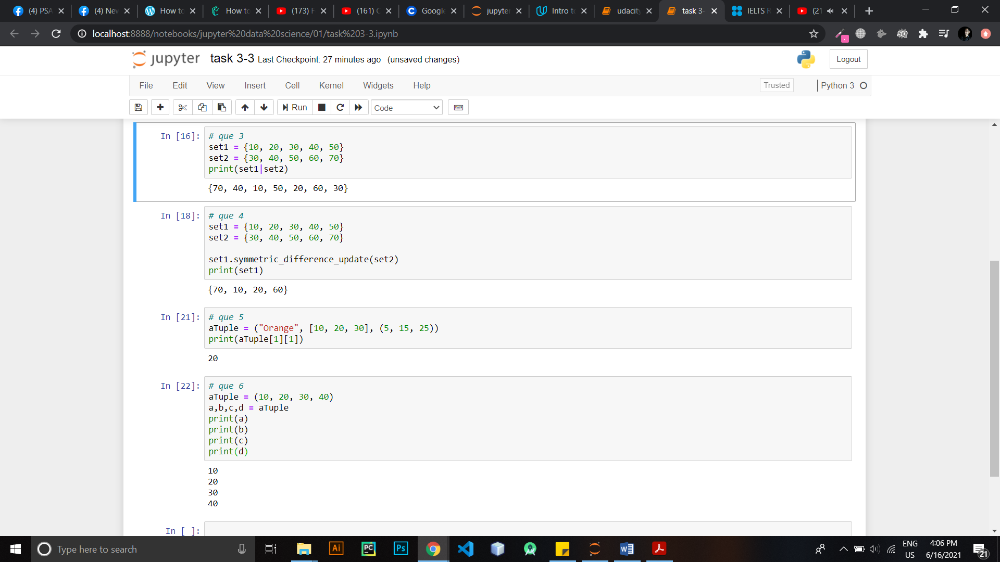 (4) PSA
(4) Nev
How to
How to
(173) F
(161) C
Google
jupyter
Intro to
udacity
task 3-
IELTS R
(21
localhost:8888/notebooks/jupyter%20data%20science/01/task%203-3.ipynb
jupyter task 3-3 Last Checkpoint: 27 minutes ago (unsaved changes)
Logout
File Edit View Insert Cell Kernel Widgets Help
Trusted
Python 3
Run
Code
In [16]: # que 3
set1 = {10, 20, 30, 40, 50}
set2 = {30, 40, 50, 60, 70}
print(set1|set2)
{70, 40, 10, 50, 20, 60, 30}
In [18]: # que 4
set1 = {10, 20, 30, 40, 50}
set2 = {30, 40, 50, 60, 70}
set1.symmetric_difference_update(set2)
print(set1)
{70, 10, 20, 60}
In [21]: # que 5
aTuple = ("Orange", [10, 20, 30], (5, 15, 25))
print(aTuple[1][1])
20
In [22]: # que 6
aTuple = (10, 20, 30, 40)
a,b,c,d = aTuple
print(a)
print(b)
print(c)
print(d)
10
20
30
40
In [ ]:
Type here to search
Ai
PC
Ps
ENG
US
4:06 PM
6/16/2021
21